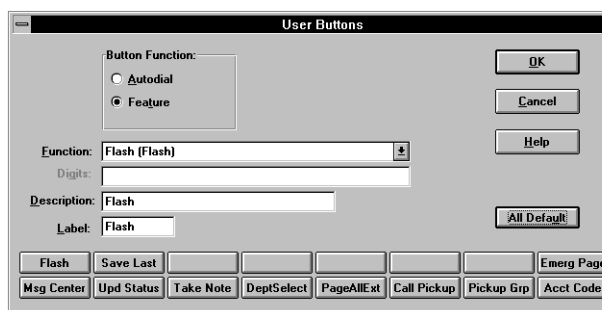 User Buttons
Button Function:
Autodial
Feature
OK
Cancel
Help
Function: Flash (Flash)
Digits:
Description: Flash
Label: Flash
All Default
Flash Save Last Emerg Page
Msg Center Upd Status Take Note DeptSelect PageAllExt Call Pickup Pickup Grp Acct Code